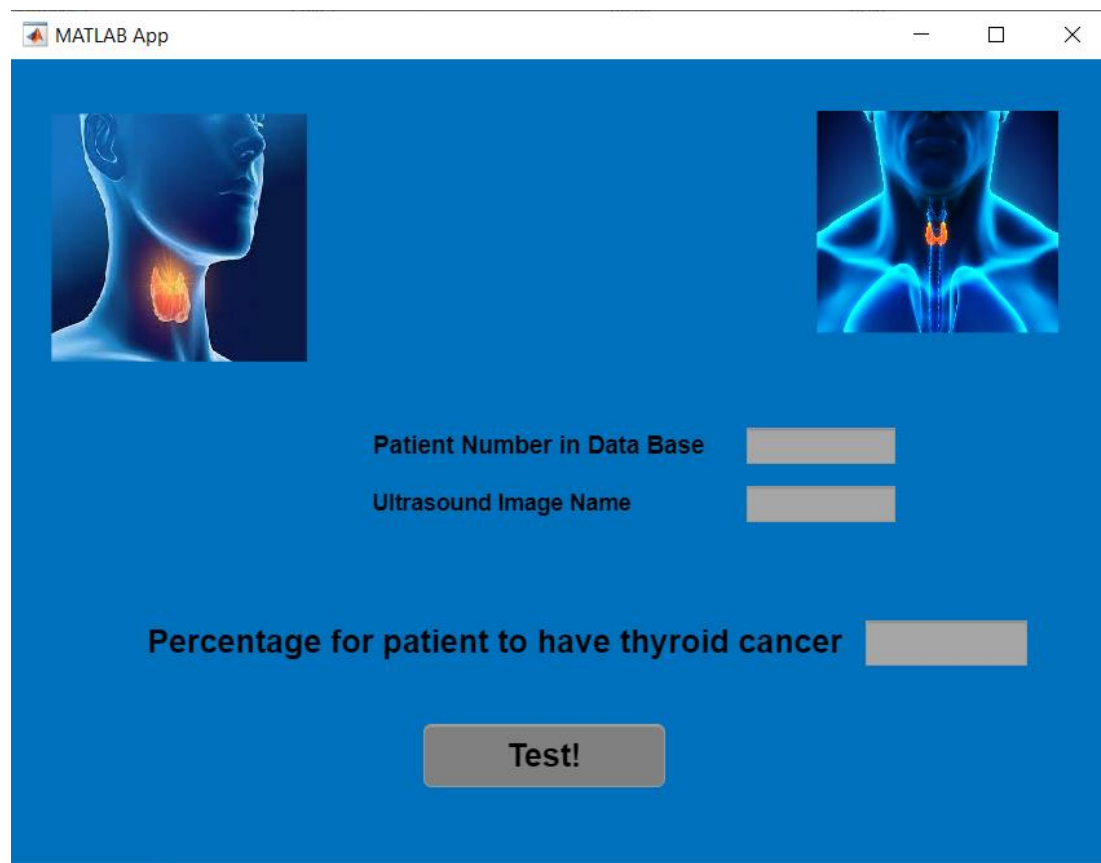 MATLAB App
Patient Number in Data Base
Ultrasound Image Name
Percentage for patient to have thyroid cancer
Test!